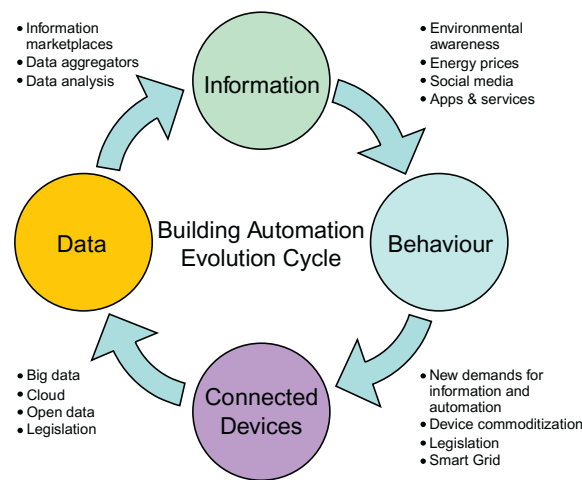 • Information
marketplaces
• Data aggregators
• Data analysis
Information
• Environmental
awareness
• Energy prices
• Social media
• Apps & services
Data
Building Automation
Evolution Cycle
Behaviour
• Big data
• Cloud
• Open data
• Legislation
Connected
Devices
• New demands for
information and
automation
• Device commoditization
• Legislation
• Smart Grid